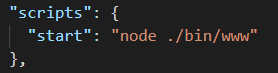 "scripts": {
"start": "node ./bin/www"
},